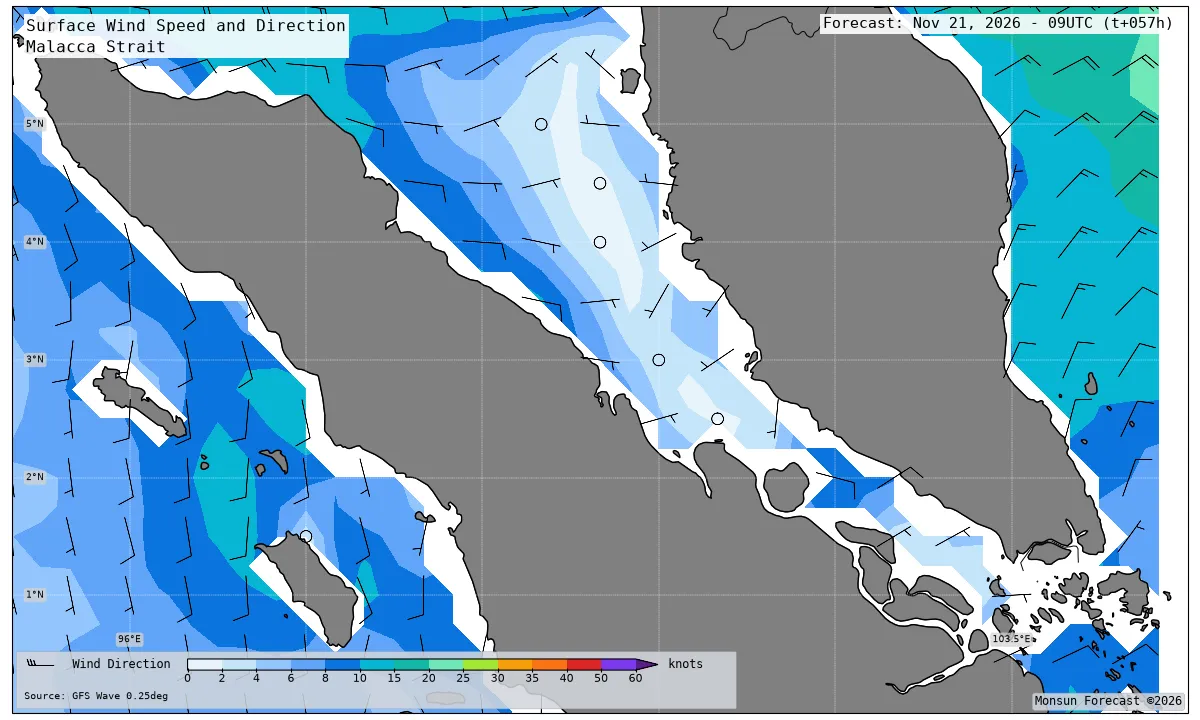 Surface Wind Speed and Direction
Malacca Strait
Forecast: Nov 21, 2026 - 09UTC (t+057h)
5°N
4°N
3°N
2°N
1°N
96°E
103.5°E
Wind Direction
0 2 4 6 8 10 15 20 25 30 35 40 50 60
knots
Source: GFS Wave 0.25deg
Monsun Forecast ©2026